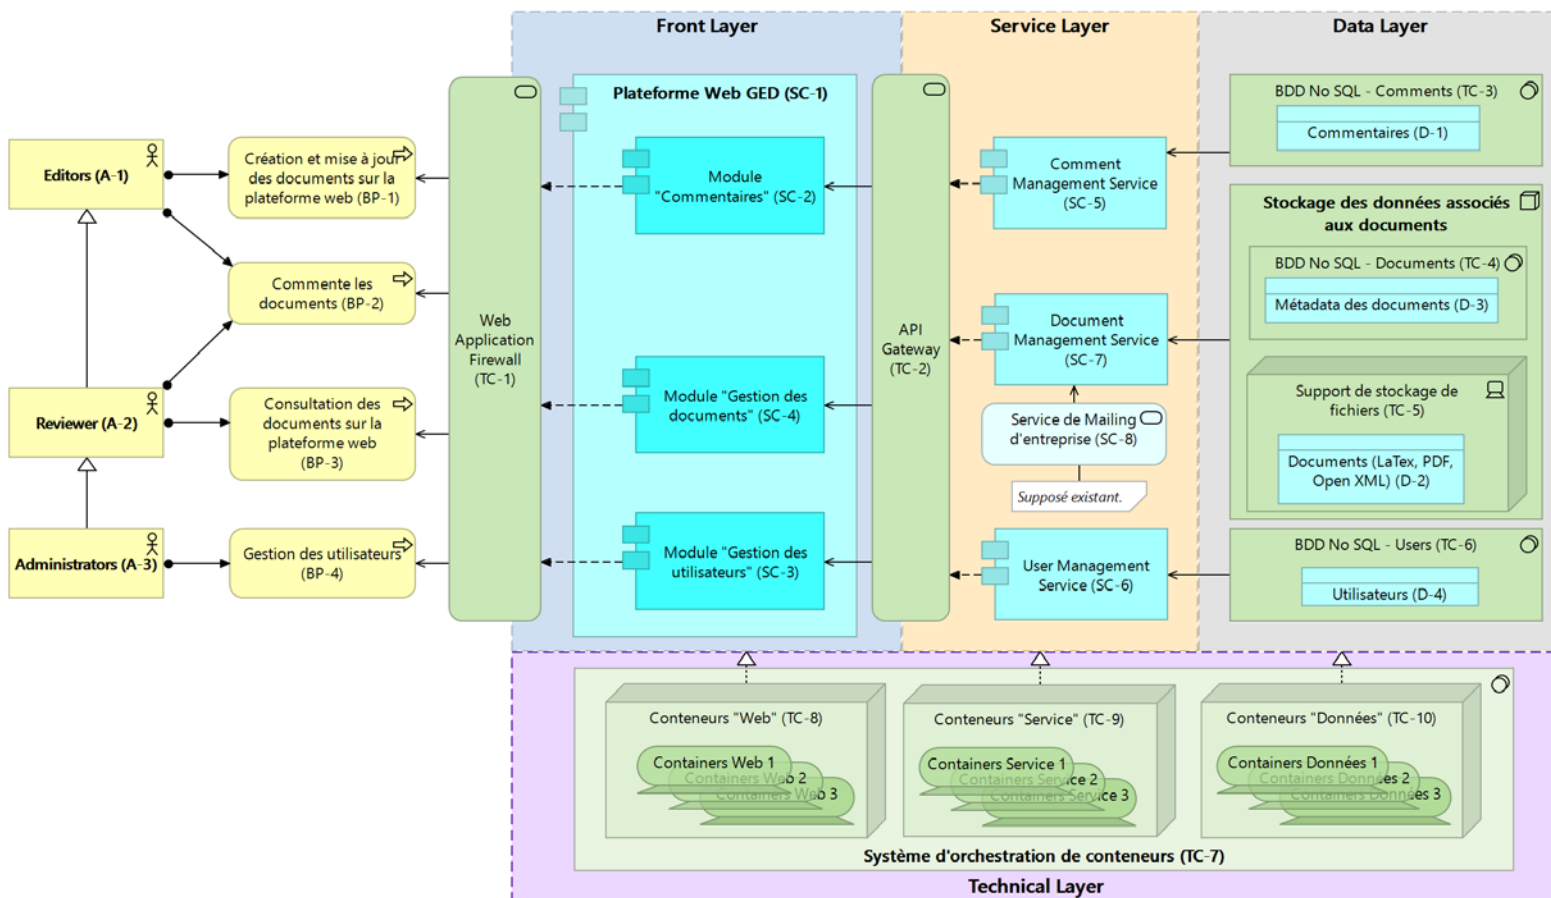 Front Layer
Service Layer
Data Layer
Editors (A-1)
Reviewer (A-2)
Administrators (A-3)
Création et mise à jour
des documents sur la
plateforme web (BP-1)
Commente les
documents (BP-2)
Consultation des
documents sur la
plateforme web
(BP-3)
Gestion des utilisateurs
(BP-4)
Web
Application
Firewall
(TC-1)
Plateforme Web GED (SC-1)
Module
"Commentaires" (SC-2)
Module "Gestion des
documents" (SC-4)
Module "Gestion des
utilisateurs" (SC-3)
API
Gateway
(TC-2)
Comment
Management Service
(SC-5)
Document
Management Service
(SC-7)
Service de Mailing
d'entreprise (SC-8)
Supposé existant.
User Management
Service (SC-6)
BDD No SQL - Comments (TC-3)
Commentaires (D-1)
Stockage des données associés
aux documents
BDD No SQL - Documents (TC-4)
Métadata des documents (D-3)
Support de stockage de
fichiers (TC-5)
Documents (LaTex, PDF,
Open XML) (D-2)
BDD No SQL - Users (TC-6)
Utilisateurs (D-4)
Conteneurs "Web" (TC-8)
Containers Web 1
Containers Web 2
Containers Web 3
Conteneurs "Service" (TC-9)
Containers Service 1
Containers Service 2
Containers Service 3
Conteneurs "Données" (TC-10)
Containers Données 1
Containers Données 2
Containers Données 3
Système d'orchestration de conteneurs (TC-7)
Technical Layer